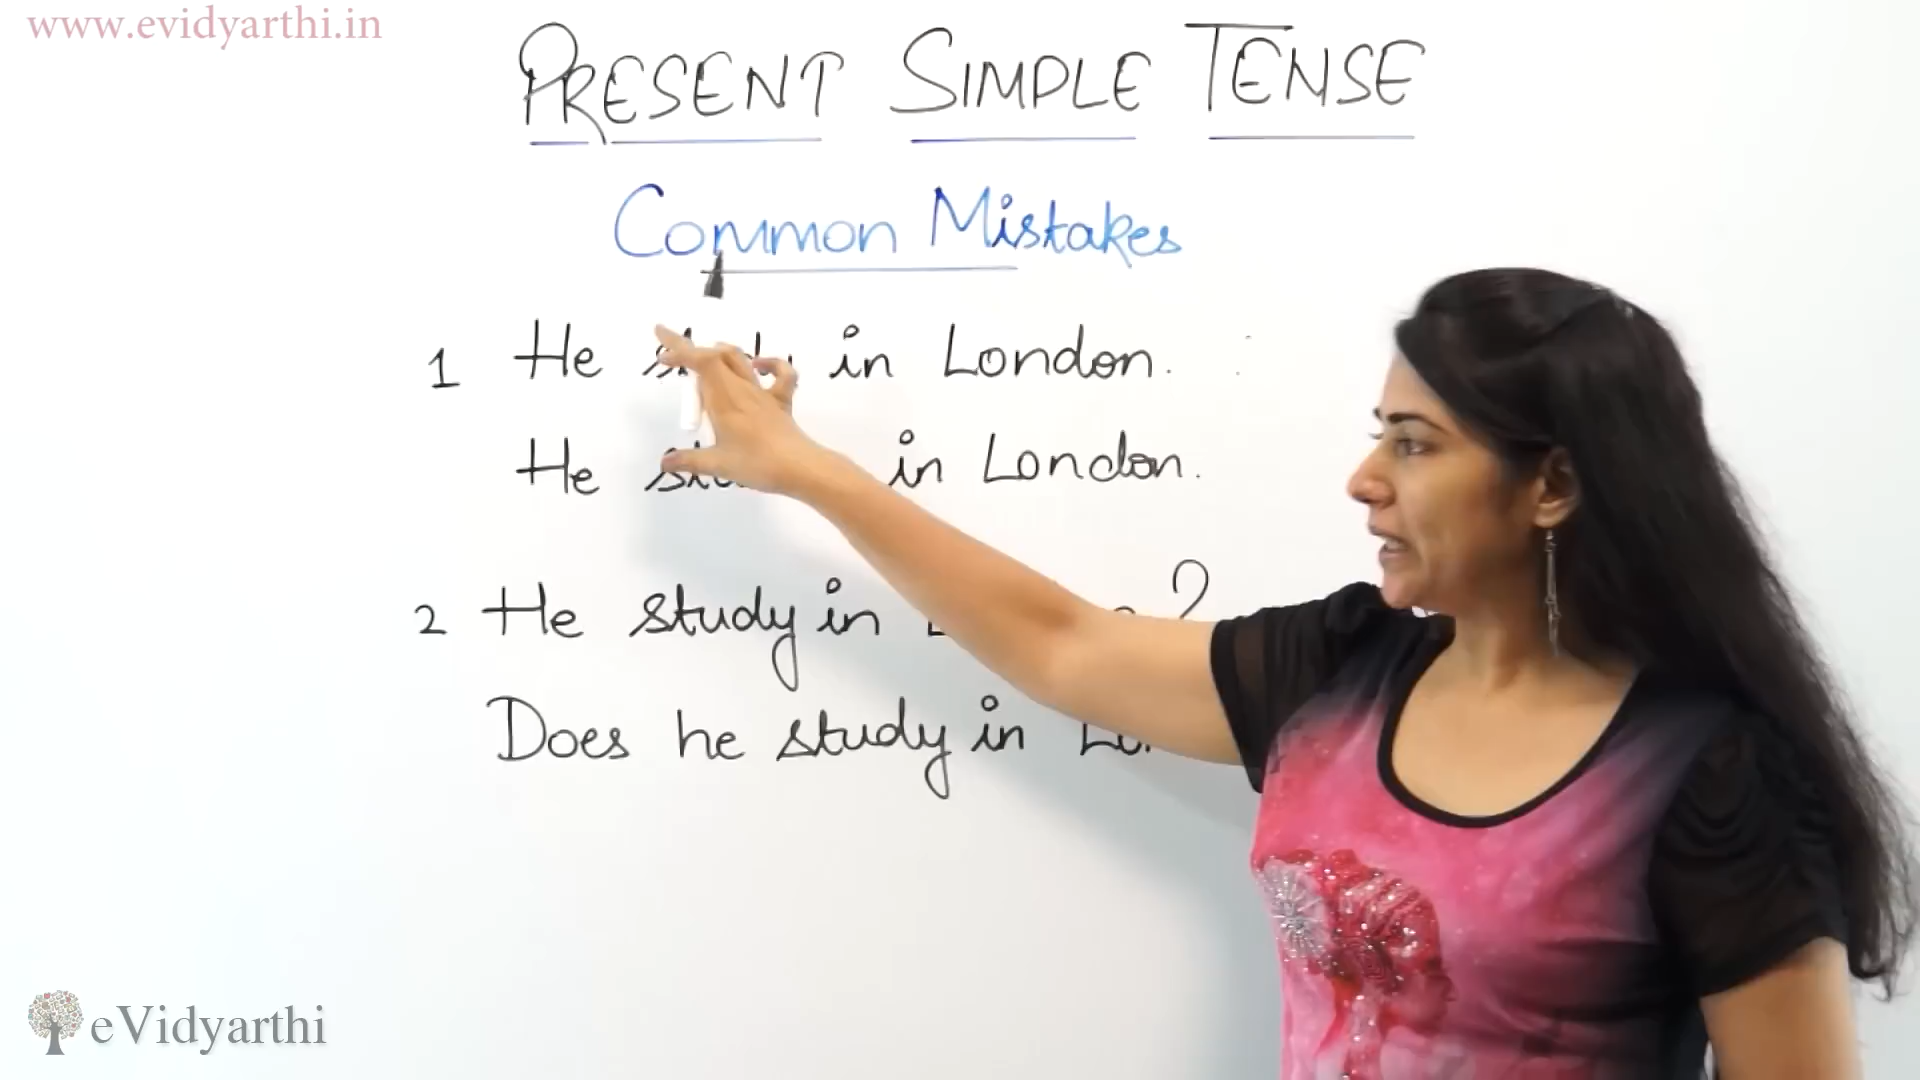 www.evidyarthi.in
PRESENT SIMPLE TENSE
Common Mistakes
1 He study in London.
He in London.
2 He study in ?
Does he study in
eVidyarthi